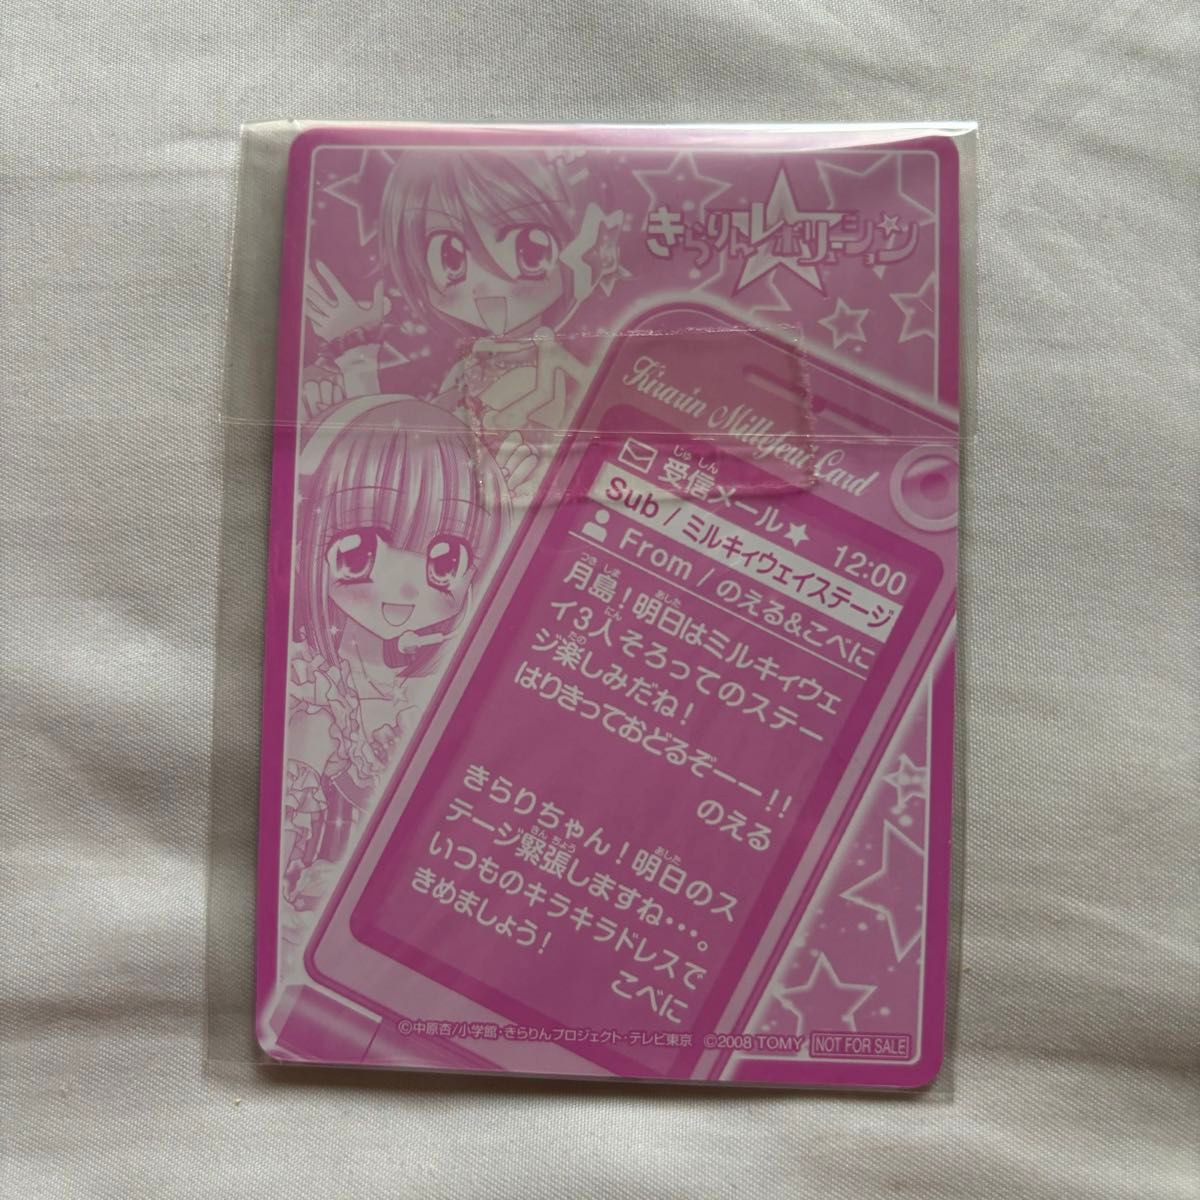 きらりん☆レボリューション
Kirarin Millefeui Card
受信メール★ 12:00
Sub / ミルキィウェイステージ
From / のえる&こべに
月島!明日はミルキィウェ
イ3人そろってのステー
ジ楽しみだね!
はりきっておどるぞーー!!
のえる
きらりちゃん!明日のス
テージ緊張しますね・・・。
いつものキラキラドレスで
きめましょう!
こべに
©中原杏/小学館・きらりんプロジェクト・テレビ東京 ©2008 TOMY NOT FOR SALE